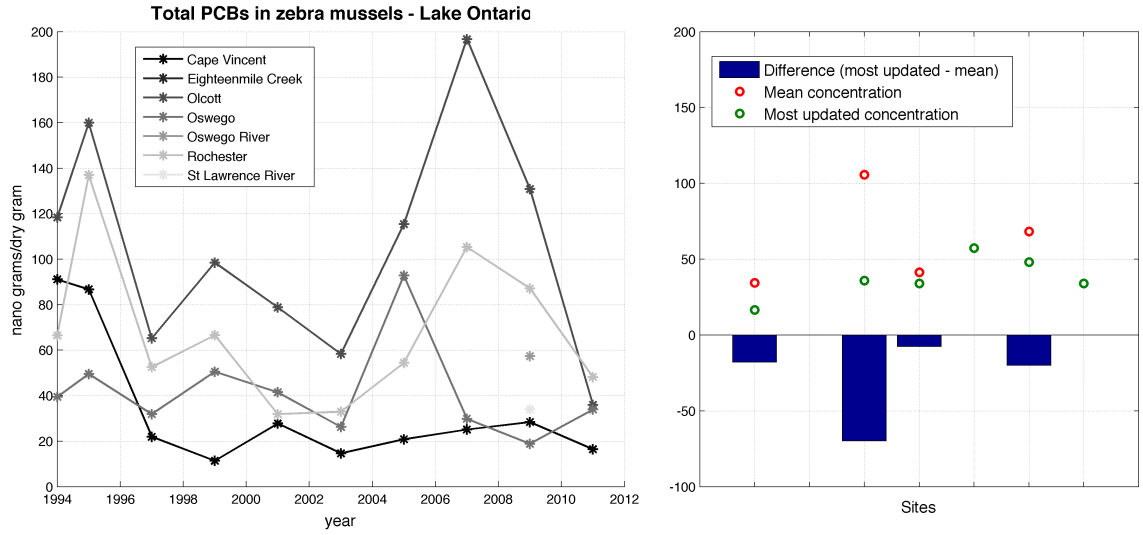 Total PCBs in zebra mussels - Lake Ontario
200
180
160
140
120
100
80
60
40
20
0
nano grams/dry gram
Cape Vincent
Eighteenmile Creek
Olcott
Oswego
Oswego River
Rochester
St Lawrence River
1994 1996 1998 2000 2002 2004 2006 2008 2010 2012
year
200
150
100
50
0
-50
-100
Difference (most updated - mean)
Mean concentration
Most updated concentration
Sites